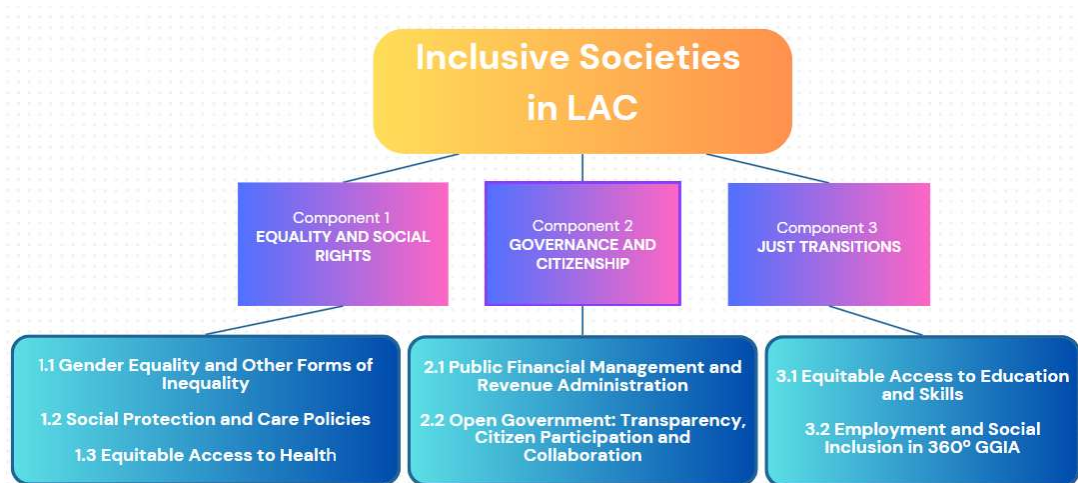 Inclusive Societies
in LAC
Component 1
EQUALITY AND SOCIAL
RIGHTS
Component 2
GOVERNANCE AND
CITIZENSHIP
Component 3
JUST TRANSITIONS
1.1 Gender Equality and Other Forms of
Inequality
1.2 Social Protection and Care Policies
1.3 Equitable Access to Health
2.1 Public Financial Management and
Revenue Administration
2.2 Open Government: Transparency,
Citizen Participation and
Collaboration
3.1 Equitable Access to Education
and Skills
3.2 Employment and Social
Inclusion in 360º GGIA